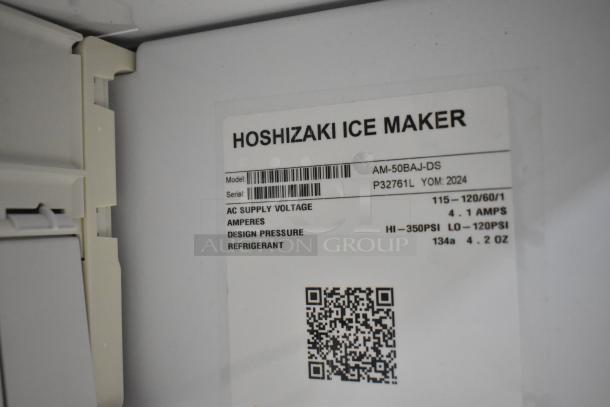 HOSHIZAKI ICE MAKER
Model AM-50BAJ-DS
Serial P32761L YOM: 2024
AC SUPPLY VOLTAGE 115-120/60/1
AMPERES 4.1 AMPS
DESIGN PRESSURE HI-350PSI LO-120PSI
REFRIGERANT 134a 4.2 OZ
AUCTION GROUP